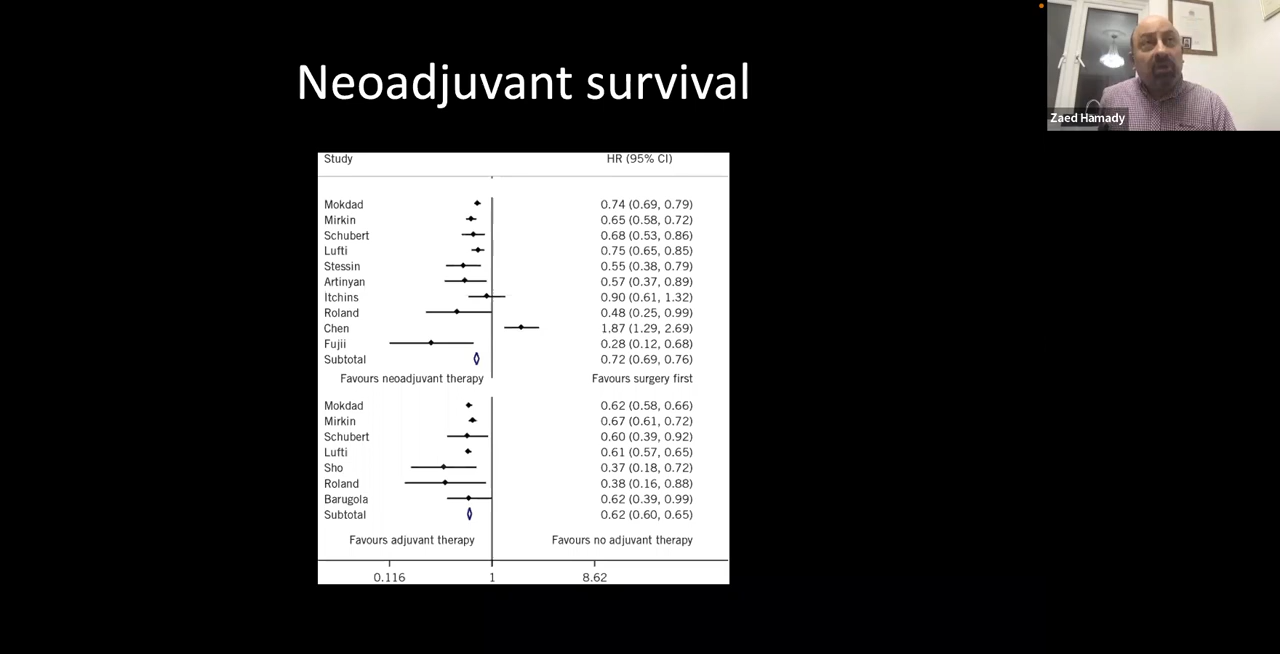 Neoadjuvant survival
Zaed Hamady
Study HR (95% CI)
Mokdad 0.74 (0.69, 0.79)
Mirkin 0.65 (0.58, 0.72)
Schubert 0.68 (0.53, 0.86)
Lufti 0.75 (0.65, 0.85)
Stessin 0.55 (0.38, 0.79)
Artinyan 0.57 (0.37, 0.89)
Itchins 0.90 (0.61, 1.32)
Roland 0.48 (0.25, 0.99)
Chen 1.87 (1.29, 2.69)
Fujii 0.28 (0.12, 0.68)
Subtotal 0.72 (0.69, 0.76)
Favours neoadjuvant therapy Favours surgery first
Mokdad 0.62 (0.58, 0.66)
Mirkin 0.67 (0.61, 0.72)
Schubert 0.60 (0.39, 0.92)
Lufti 0.61 (0.57, 0.65)
Sho 0.37 (0.18, 0.72)
Roland 0.38 (0.16, 0.88)
Barugola 0.62 (0.39, 0.99)
Subtotal 0.62 (0.60, 0.65)
Favours adjuvant therapy Favours no adjuvant therapy
0.116 1 8.62